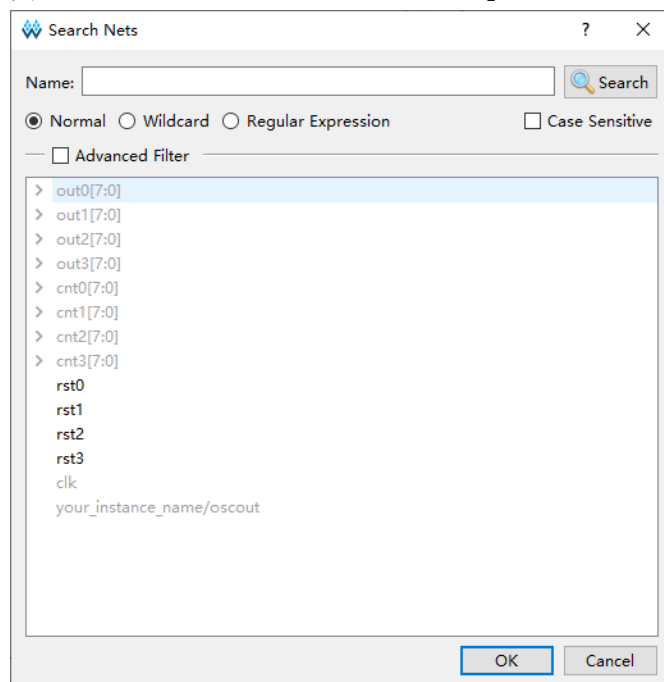 Search Nets ?
Name: Search
Normal Wildcard Regular Expression Case Sensitive
Advanced Filter
out0[7:0]
out1[7:0]
out2[7:0]
out3[7:0]
cnt0[7:0]
cnt1[7:0]
cnt2[7:0]
cnt3[7:0]
rst0
rst1
rst2
rst3
clk
your_instance_name/oscout
OK Cancel